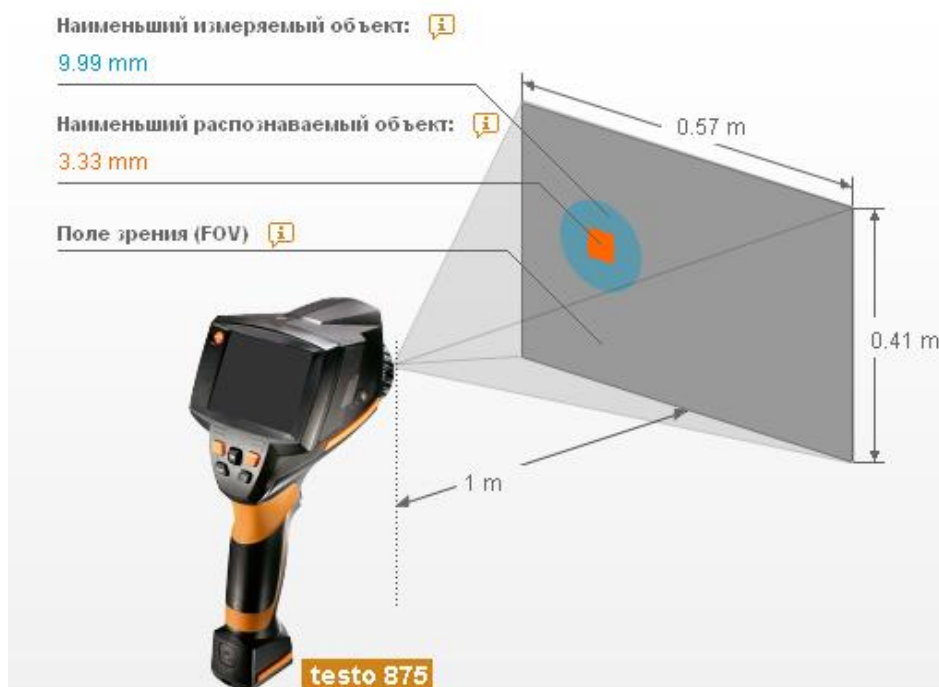 Наименьший измеряемый объект:
9.99 mm
Наименьший распознаваемый объект:
3.33 mm
Поле зрения (FOV)
0.57 m
0.41 m
1 m
testo 875